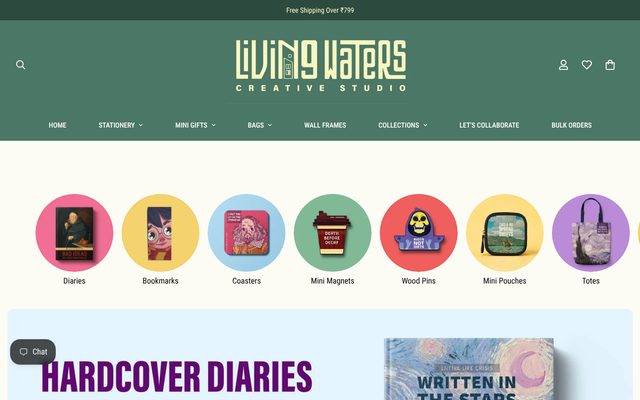 Free Shipping Over ₹799
Living Waters
CREATIVE STUDIO
HOME
STATIONERY
MINI GIFTS
BAGS
WALL FRAMES
COLLECTIONS
LET'S COLLABORATE
BULK ORDERS
BAD IDEAS
DEATH
BEFORE
DECAF
NOT
Diaries
Bookmarks
Coasters
Mini Magnets
Wood Pins
Mini Pouches
Totes
Chat
HARDCOVER DIARIES
WRITTEN IN
THE STARS